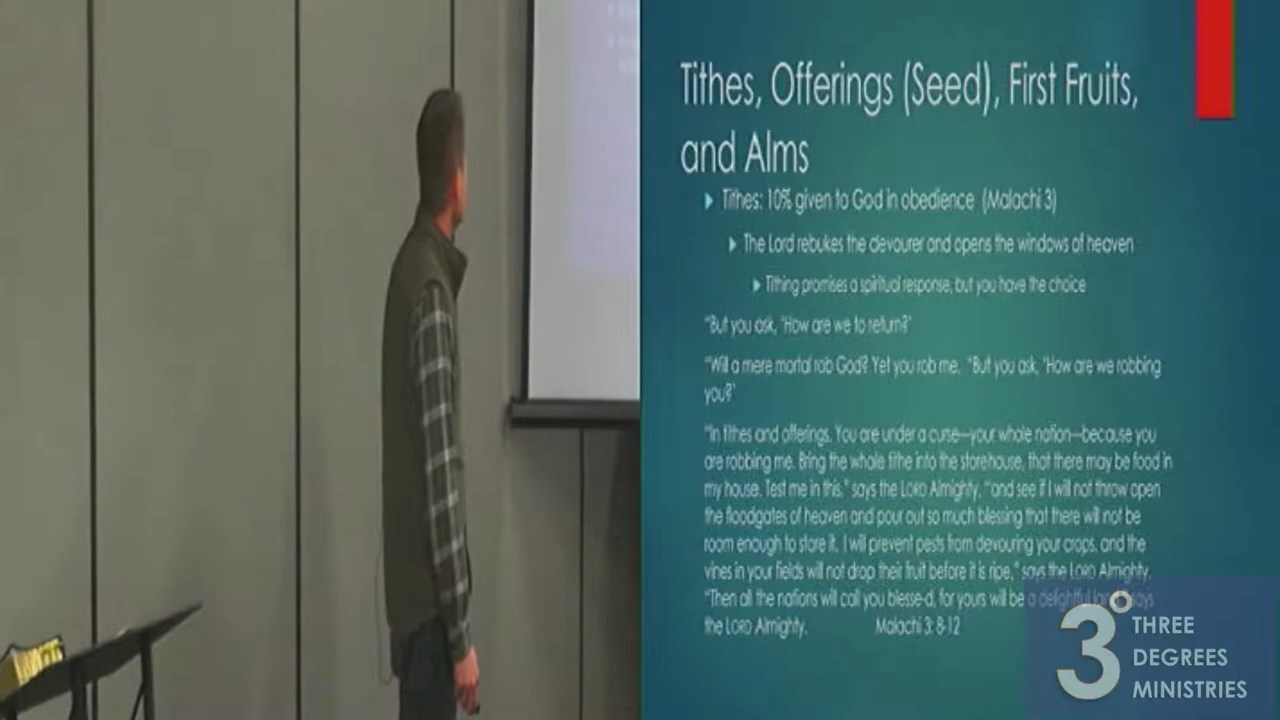 Tithes, Offerings (Seed), First Fruits,
and Alms
Tithes: 10% given to God in obedience (Malachi 3)
The Lord rebukes the devourer and opens the windows of heaven
Tithing promises a spiritual response, but you have the choice
"But you ask, 'How are we to return?'
"Will a mere mortal rob God? Yet you rob me. "But you ask, 'How are we robbing
you?'
"In tithes and offerings. You are under a curse—your whole nation—because you
are robbing me. Bring the whole tithe into the storehouse, that there may be food in
my house. Test me in this," says the LORD Almighty, "and see if I will not throw open
the floodgates of heaven and pour out so much blessing that there will not be
room enough to store it. I will prevent pests from devouring your crops, and the
vines in your fields will not drop their fruit before it is ripe," says the LORD Almighty.
"Then all the nations will call you blesse-d, for yours will be a delightful land," says
the LORD Almighty. Malachi 3: 8-12
3°
THREE
DEGREES
MINISTRIES